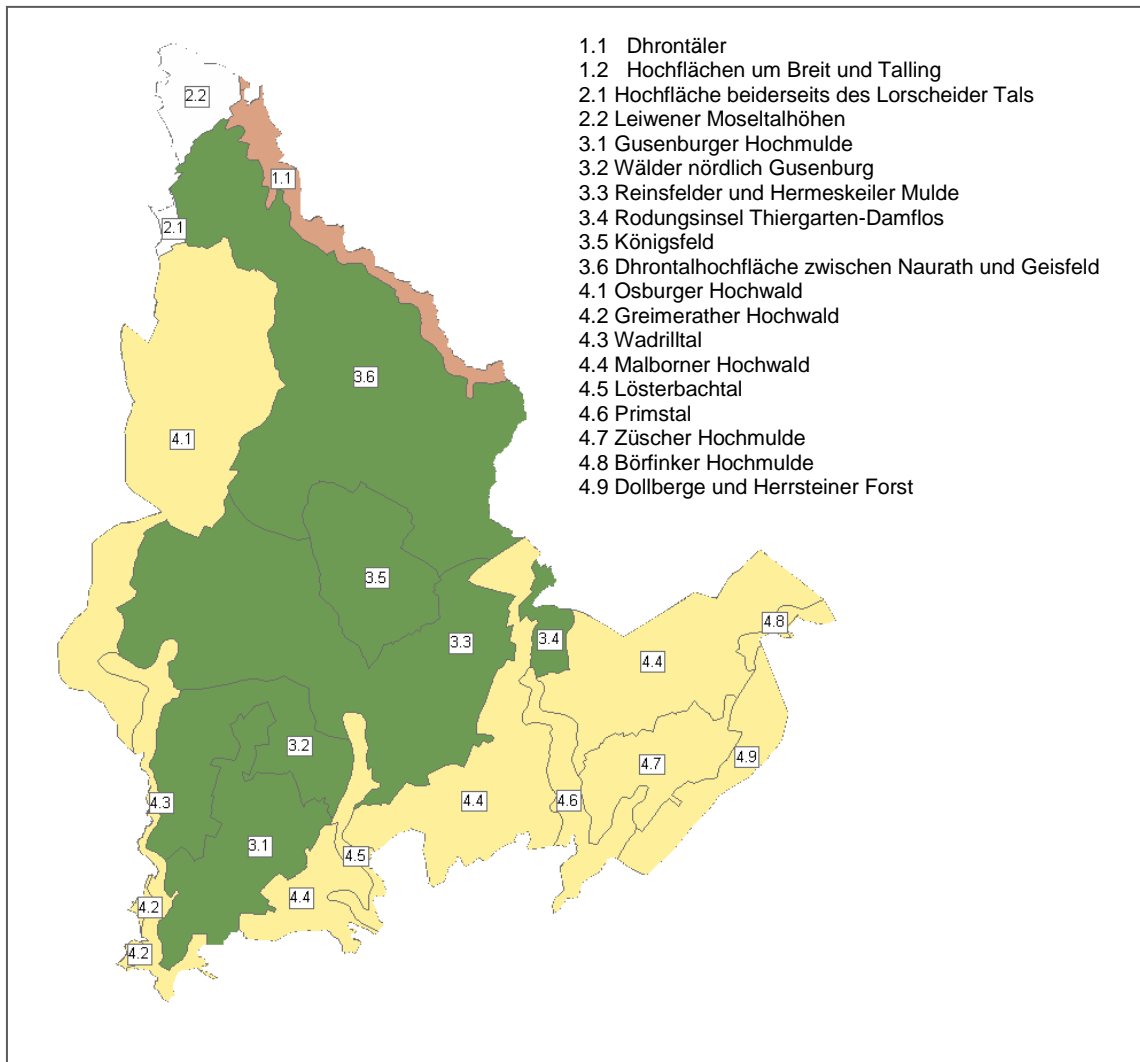 1.1 Dhrontäler
1.2 Hochflächen um Breit und Talling
2.1 Hochfläche beiderseits des Lorscheider Tals
2.2 Leiwener Moseltalhöhen
3.1 Gusenburger Hochmulde
3.2 Wälder nördlich Gusenburg
3.3 Reinsfelder und Hermeskeiler Mulde
3.4 Rodungsinsel Thiergarten-Damflos
3.5 Königsfeld
3.6 Dhrontalhochfläche zwischen Naurath und Geisfeld
4.1 Osburger Hochwald
4.2 Greimerather Hochwald
4.3 Wadrilltal
4.4 Malborner Hochwald
4.5 Lösterbachtal
4.6 Primstal
4.7 Züscher Hochmulde
4.8 Börfinker Hochmulde
4.9 Dollberge und Herrsteiner Forst
2.2
1.1
2.1
3.6
4.1
3.5
4.8
3.3
3.4
4.4
3.2
4.9
4.7
4.3
4.4
4.6
3.1
4.5
4.4
4.2
4.2